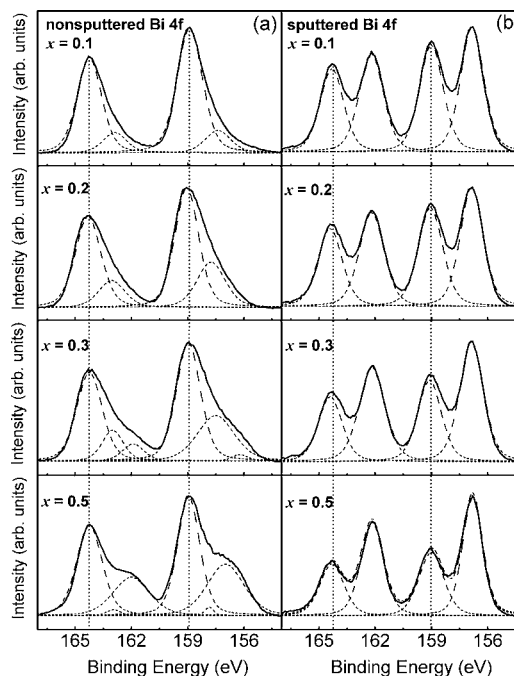 nonsputtered Bi 4f (a)
x = 0.1
Intensity (arb. units)
x = 0.2
Intensity (arb. units)
x = 0.3
Intensity (arb. units)
x = 0.5
Intensity (arb. units)
165 162 159 156
Binding Energy (eV)
sputtered Bi 4f (b)
x = 0.1
Intensity (arb. units)
x = 0.2
Intensity (arb. units)
x = 0.3
Intensity (arb. units)
x = 0.5
Intensity (arb. units)
165 162 159 156
Binding Energy (eV)